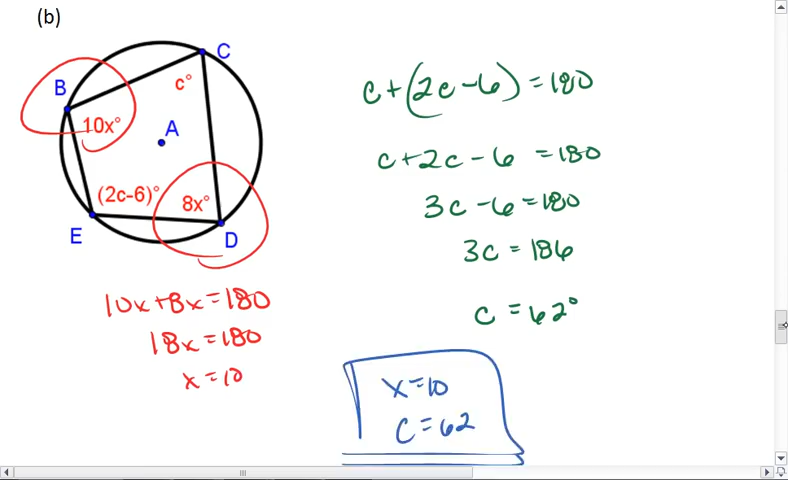 (b)
C
B
c°
10x°
A
(2c-6)°
8x°
E
D
10x+8x=180
18x=180
x=10
c+(2c-6)=180
c+2c-6=180
3c-6=180
3c=186
c=62°
x=10
c=62